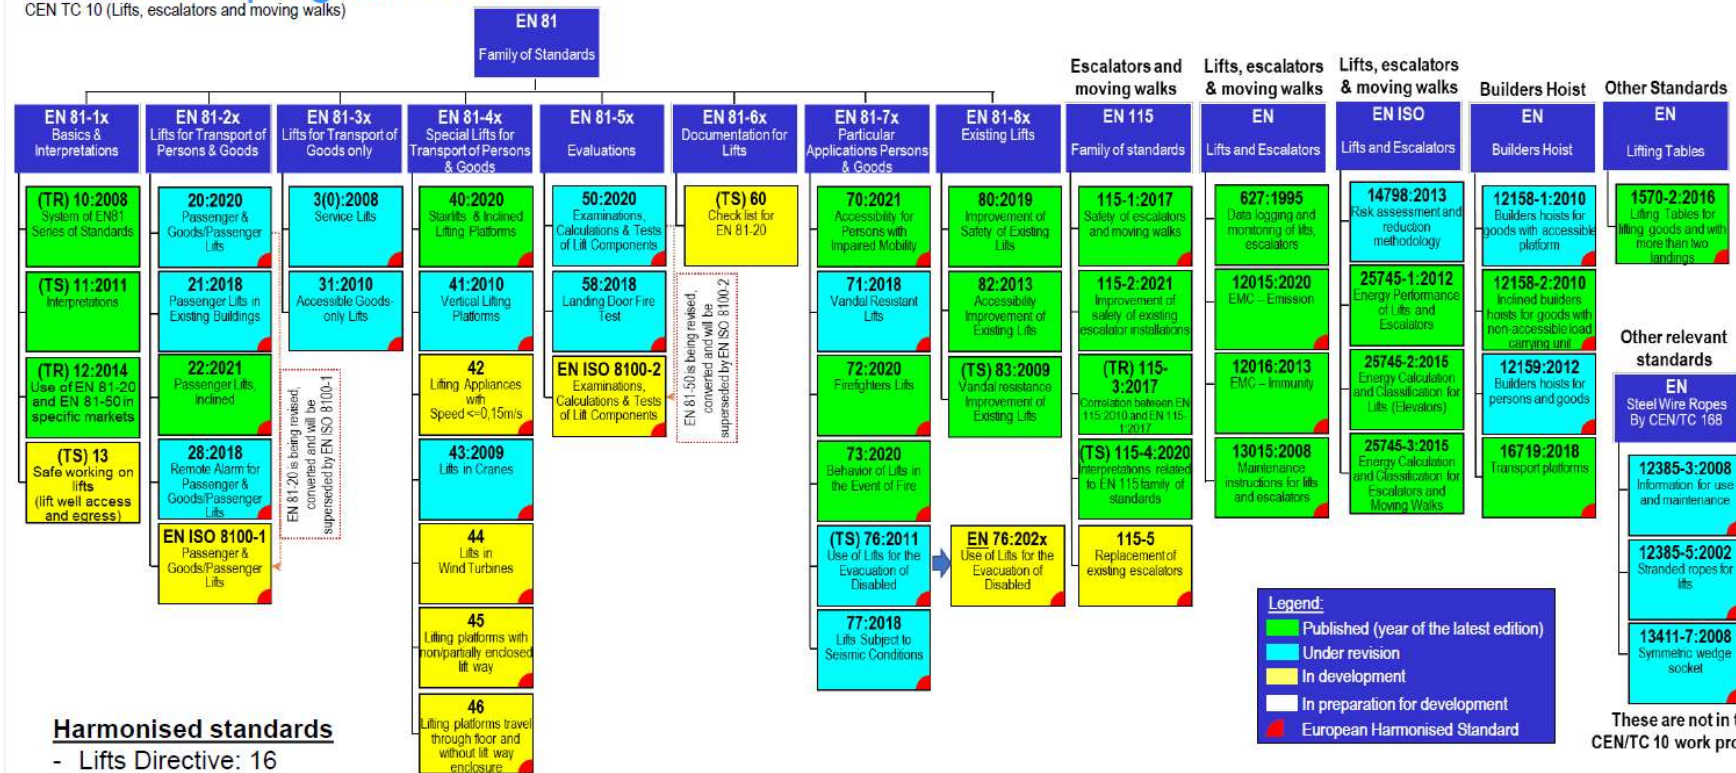 CEN TC 10 (Lifts, escalators and moving walks)
EN 81
Family of Standards
Escalators and
moving walks
Lifts, escalators
& moving walks
Lifts, escalators
& moving walks
Builders Hoist
Other Standards
EN 81-1x
Basics &
Interpretations
EN 81-2x
Lifts for Transport of
Persons & Goods
EN 81-3x
Lifts for Transport of
Goods only
EN 81-4x
Special Lifts for
Transport of Persons
& Goods
EN 81-5x
Evaluations
EN 81-6x
Documentation for
Lifts
EN 81-7x
Particular
Applications Persons
& Goods
EN 81-8x
Existing Lifts
EN 115
Family of standards
EN
Lifts and Escalators
EN ISO
Lifts and Escalators
EN
Builders Hoist
EN
Lifting Tables
(TR) 10:2008
System of EN81
Series of Standards
(TS) 11:2011
Interpretations
(TR) 12:2014
Use of EN 81-20
and EN 81-50 in
specific markets
(TS) 13
Safe working on
lifts
(lift well access
and egress)
20:2020
Passenger &
Goods/Passenger
Lifts
21:2018
Passenger Lifts in
Existing Buildings
22:2021
Passenger Lifts,
Inclined
28:2018
Remote Alarm for
Passenger &
Goods/Passenger
Lifts
EN ISO 8100-1
Passenger &
Goods/Passenger
Lifts
EN 81-20 is being revised,
converted and will be
superseded by EN ISO 8100-1
3(0):2008
Service Lifts
31:2010
Accessible Goods-
only Lifts
40:2020
Stairlits & Inclined
Lifting Platforms
41:2010
Vertical Lifting
Platforms
42
Lifting Appliances
with
Speed <=0,15m/s
43:2009
Lifts in Cranes
44
Lifts in
Wind Turbines
45
Lifting platforms with
non/partially enclosed
lift way
46
Lifting platforms travel
through floor and
without lift way
enclosure
50:2020
Examinations,
Calculations & Tests
of Lift Components
58:2018
Landing Door Fire
Test
EN ISO 8100-2
Examinations,
Calculations & Tests
of Lift Components
EN 81-50 is being revised,
converted and will be
superseded by EN ISO 8100-2
(TS) 60
Check list for
EN 81-20
70:2021
Accessibility for
Persons with
Impaired Mobility
71:2018
Vandal Resistant
Lifts
72:2020
Firefighters Lifts
73:2020
Behavior of Lifts in
the Event of Fire
(TS) 76:2011
Use of Lifts for the
Evacuation of
Disabled
77:2018
Lifts Subject to
Seismic Conditions
80:2019
Improvement of
Safety of Existing
Lifts
82:2013
Accessibility
Improvement of
Existing Lifts
(TS) 83:2009
Vandal resistance
Improvement of
Existing Lifts
EN 76:202x
Use of Lifts for the
Evacuation of
Disabled
115-1:2017
Safety of escalators
and moving walks
115-2:2021
Improvement of
safety of existing
escalator installations
(TR) 115-
3:2017
Correlation between EN
115:2010 and EN 115-
1:2017
(TS) 115-4:2020
Interpretations related
to EN 115 family of
standards
115-5
Replacement of
existing escalators
627:1995
Data logging and
monitoring of lifts,
escalators
12015:2020
EMC – Emission
12016:2013
EMC – Immunity
13015:2008
Maintenance
instructions for lifts
and escalators
14798:2013
Risk assessment and
reduction
methodology
25745-1:2012
Energy Performance
of Lifts and
Escalators
25745-2:2015
Energy Calculation
and Classification for
Lifts (Elevators)
25745-3:2015
Energy Calculation
and Classification for
Escalators and
Moving Walks
12158-1:2010
Builders hoists for
goods with accessible
platform
12158-2:2010
Inclined builders
hoists for goods with
non-accessible load
carrying unit
12159:2012
Builders hoists for
persons and goods
16719:2018
Transport platforms
1570-2:2016
Lifting Tables for
lifting goods and with
more than two
landings
Other relevant
standards
EN
Steel Wire Ropes
By CEN/TC 168
12385-3:2008
Information for use
and maintenance
12385-5:2002
Stranded ropes for
lifts
13411-7:2008
Symmetric wedge
socket
These are not in t
CEN/TC 10 work pro
Legend:
Published (year of the latest edition)
Under revision
In development
In preparation for development
European Harmonised Standard
Harmonised standards
- Lifts Directive: 16